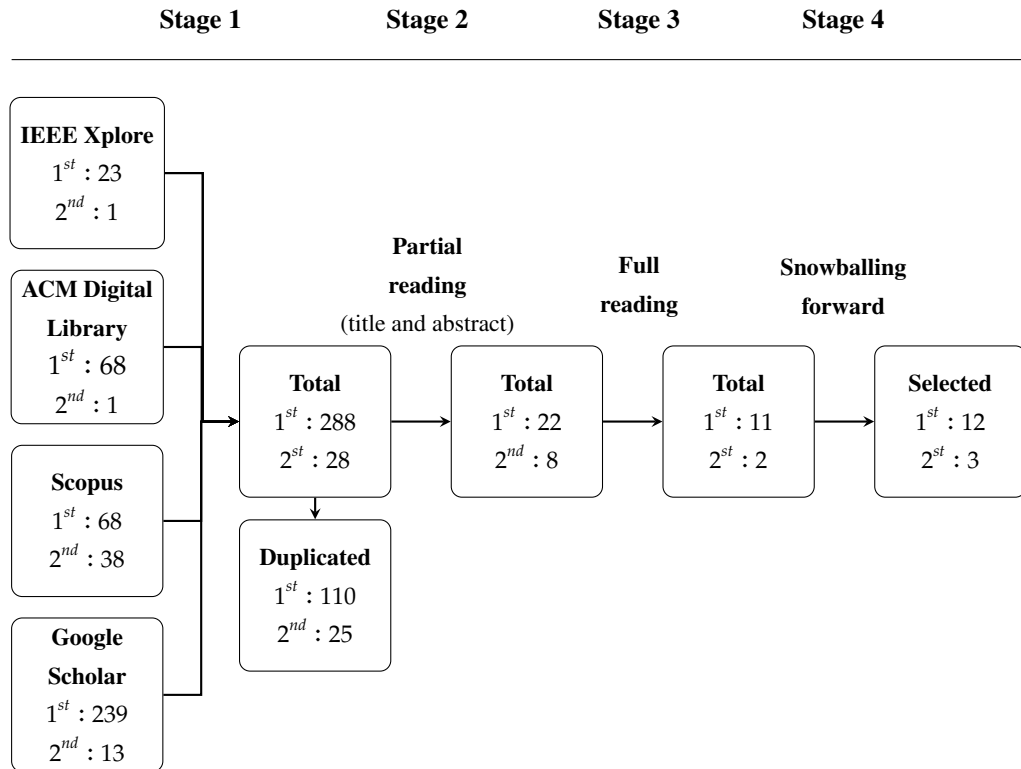 Stage 1 Stage 2 Stage 3 Stage 4
IEEE Xplore
1st : 23
2nd : 1
ACM Digital
Library
1st : 68
2nd : 1
Scopus
1st : 68
2nd : 38
Google
Scholar
1st : 239
2nd : 13
Total
1st : 288
2st : 28
Duplicated
1st : 110
2nd : 25
Partial
reading
(title and abstract)
Total
1st : 22
2nd : 8
Full
reading
Total
1st : 11
2st : 2
Snowballing
forward
Selected
1st : 12
2st : 3